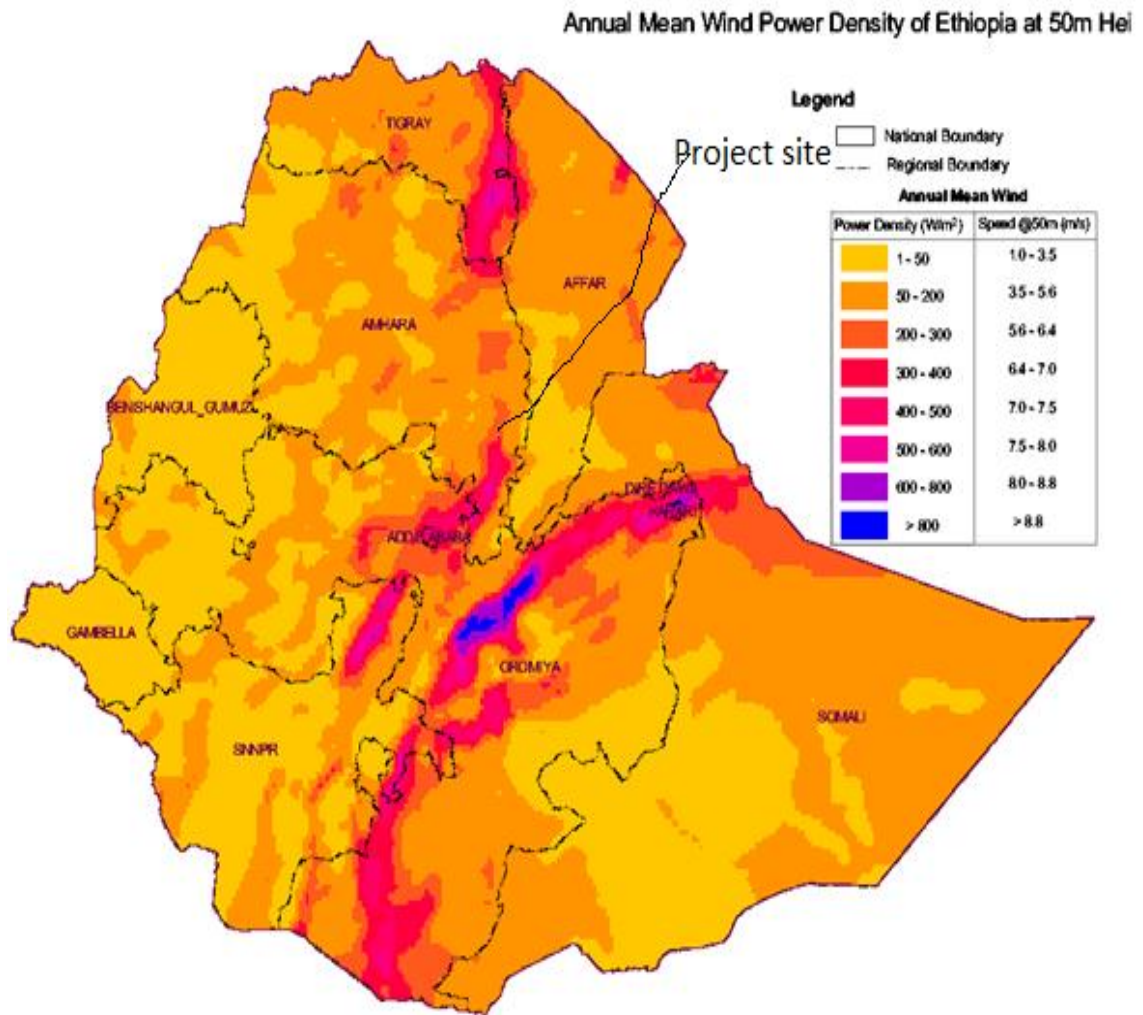 Annual Mean Wind Power Density of Ethiopia at 50m Hei
Legend
National Boundary
Regional Boundary
Project site
Annual Mean Wind
Power Density (W/m²) Speed @50m (m/s)
1 - 50 1.0 - 3.5
50 - 200 3.5 - 5.6
200 - 300 5.6 - 6.4
300 - 400 6.4 - 7.0
400 - 500 7.0 - 7.5
500 - 600 7.5 - 8.0
600 - 800 8.0 - 8.8
> 800 > 8.8
TIGRAY
AFFAR
AMHARA
BENSHANGUL_GUMUZ
DIRE DAWA
ADDIS ABABA
GAMBELLA
OROMIYA
SOMALI
SNNPR